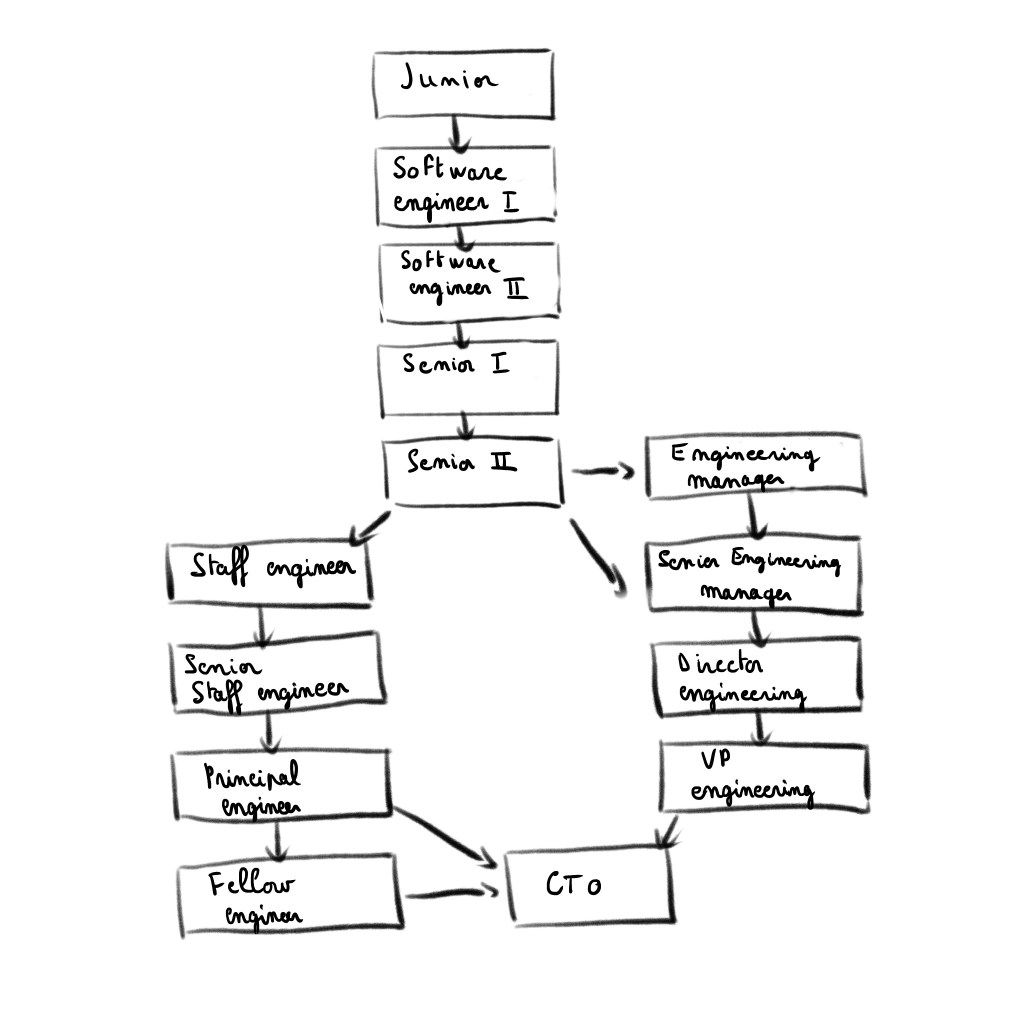 Junior
Software
engineer I
Software
engineer II
Senior I
Senior II
Engineering
manager
Staff engineer
Senior Engineering
manager
Senior
Staff engineer
Director
engineering
Principal
engineer
VP
engineering
Fellow
engineer
CTO